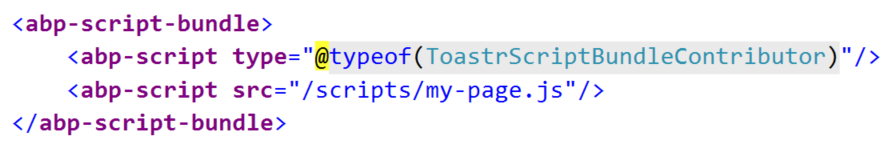 <abp-script-bundle>
    <abp-script type="@typeof(ToastrScriptBundleContributor)"/>
    <abp-script src="/scripts/my-page.js"/>
</abp-script-bundle>